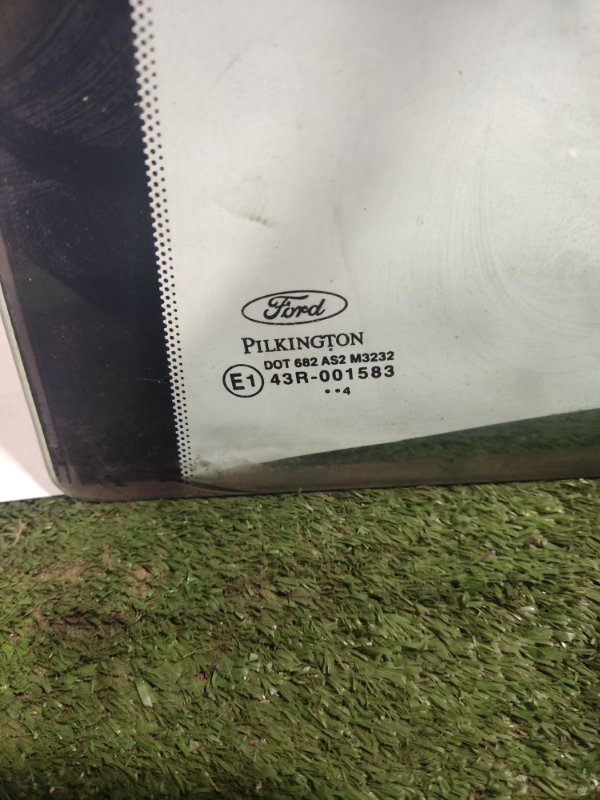 Ford
PILKINGTON
DOT 682 AS2 M3232
E1 43R-001583
••4